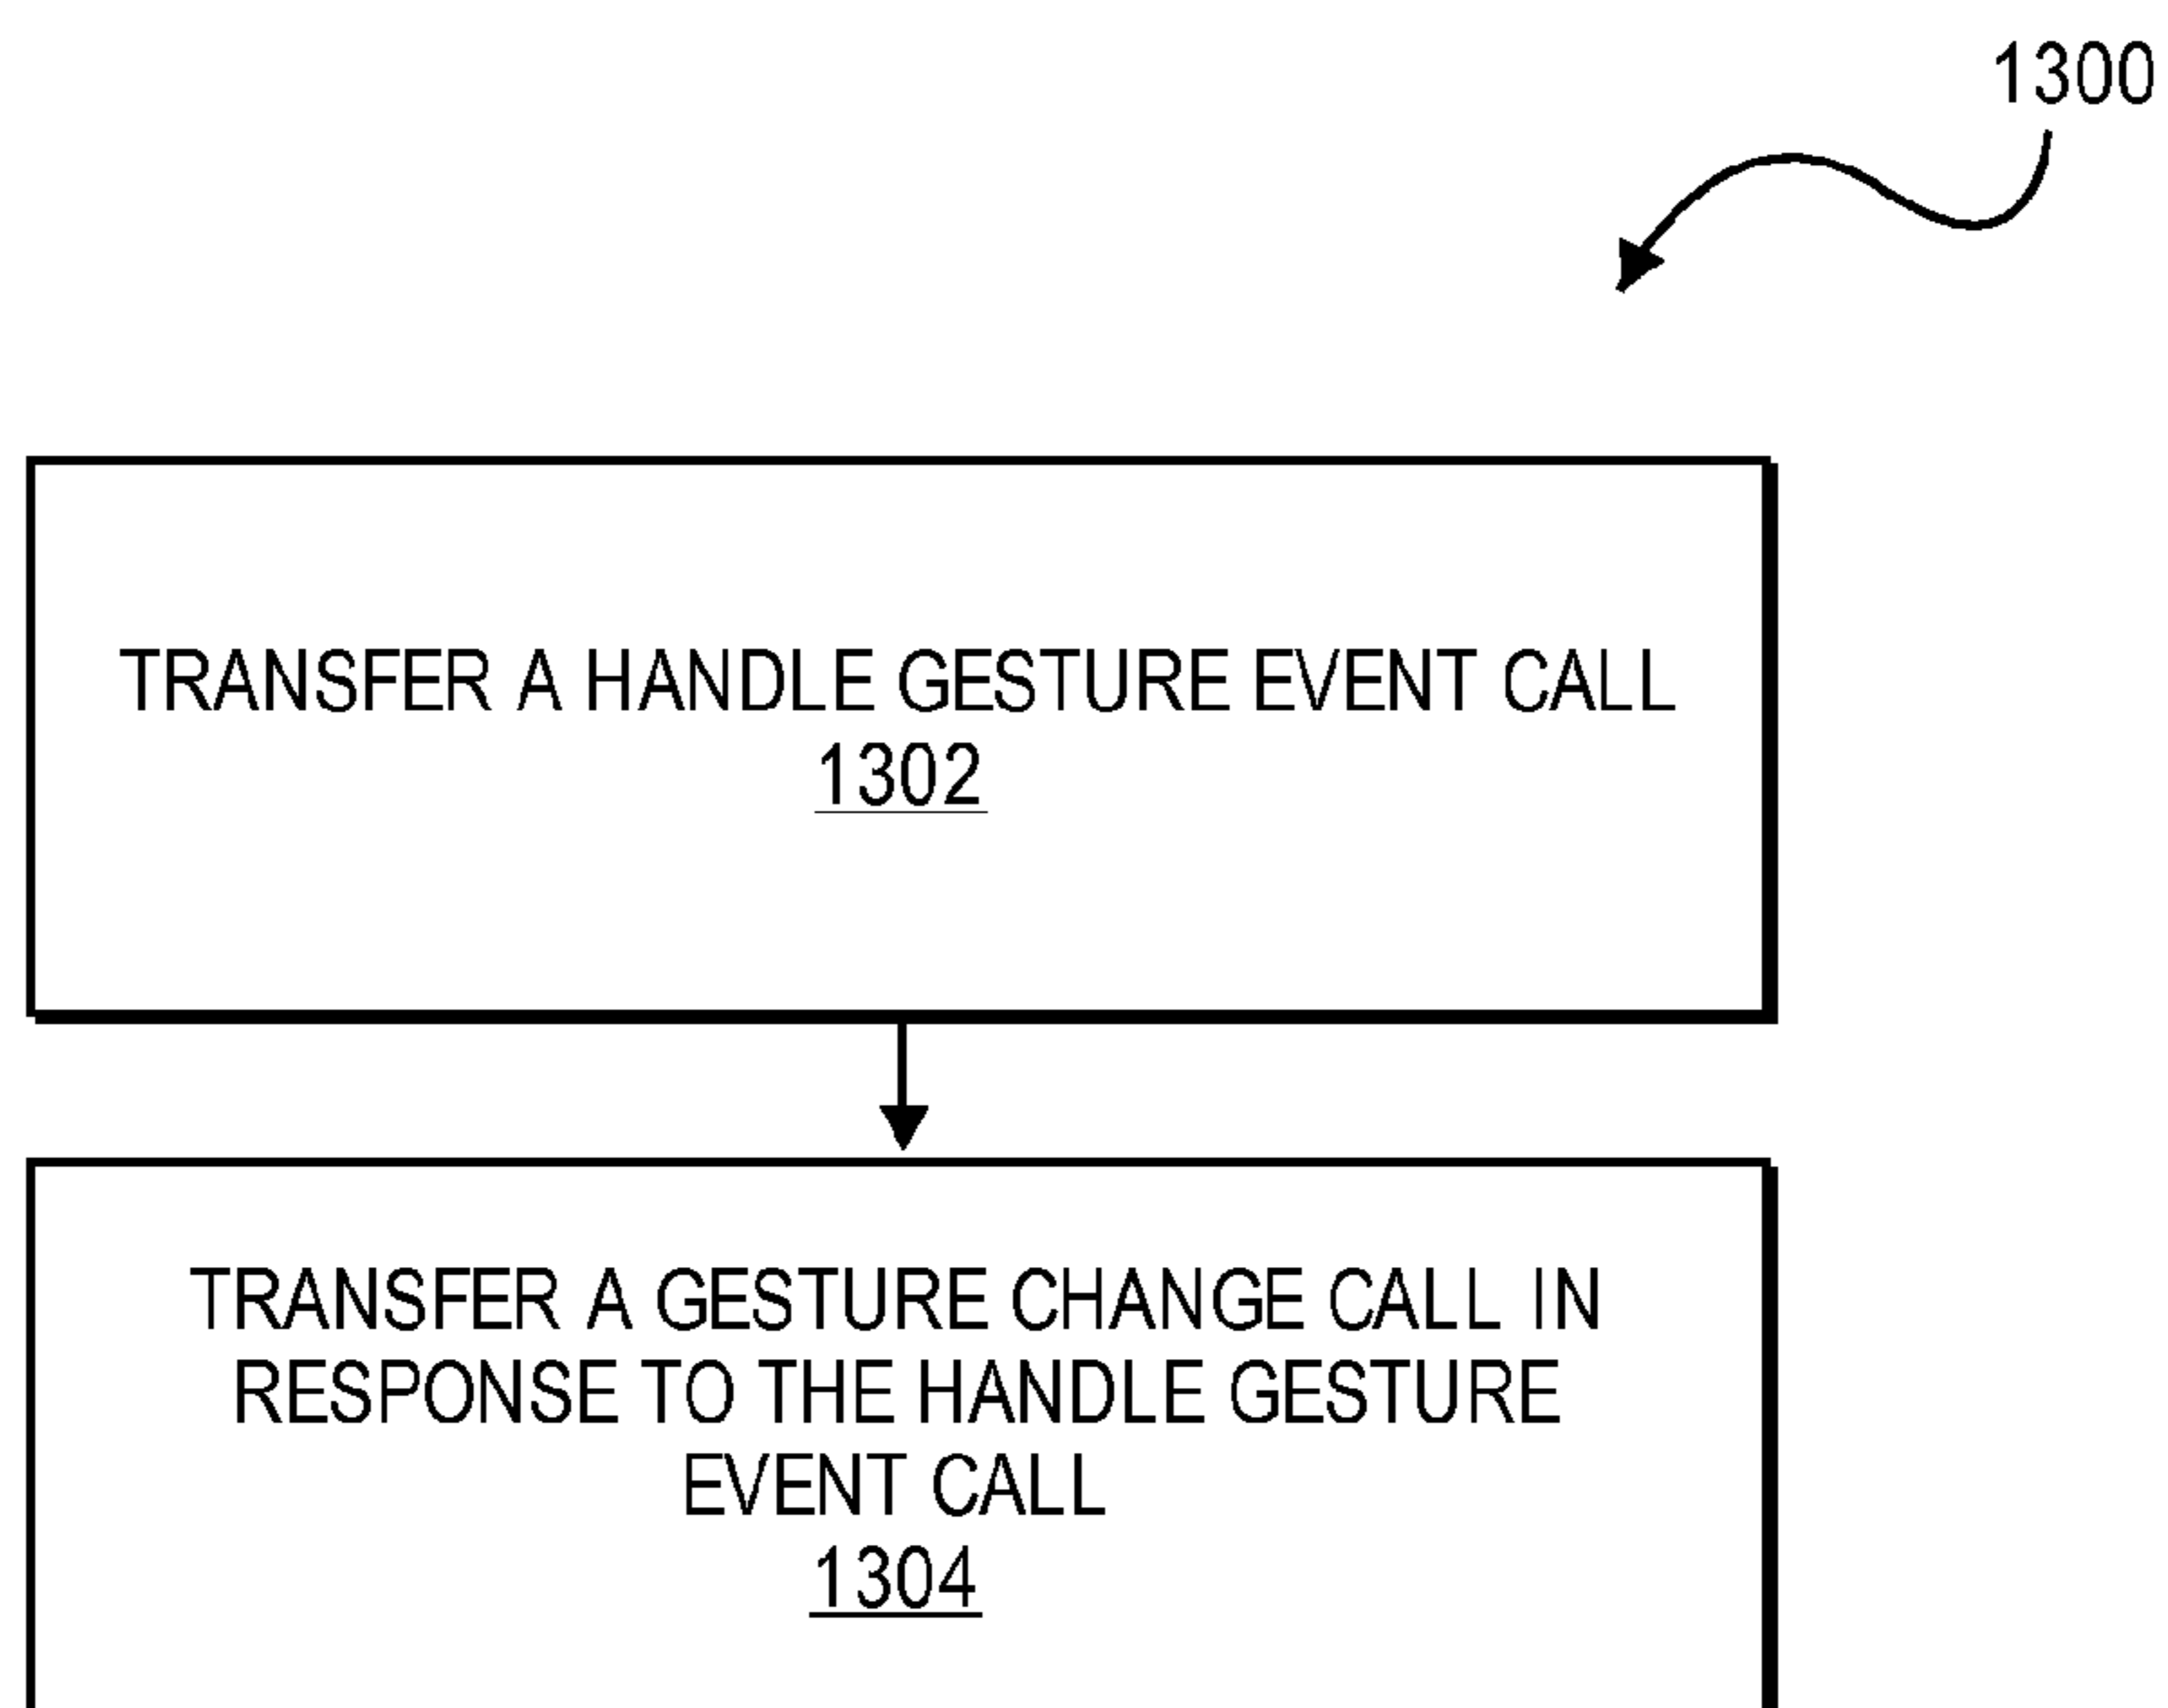 1300
TRANSFER A HANDLE GESTURE EVENT CALL
1302
TRANSFER A GESTURE CHANGE CALL IN
RESPONSE TO THE HANDLE GESTURE
EVENT CALL
1304